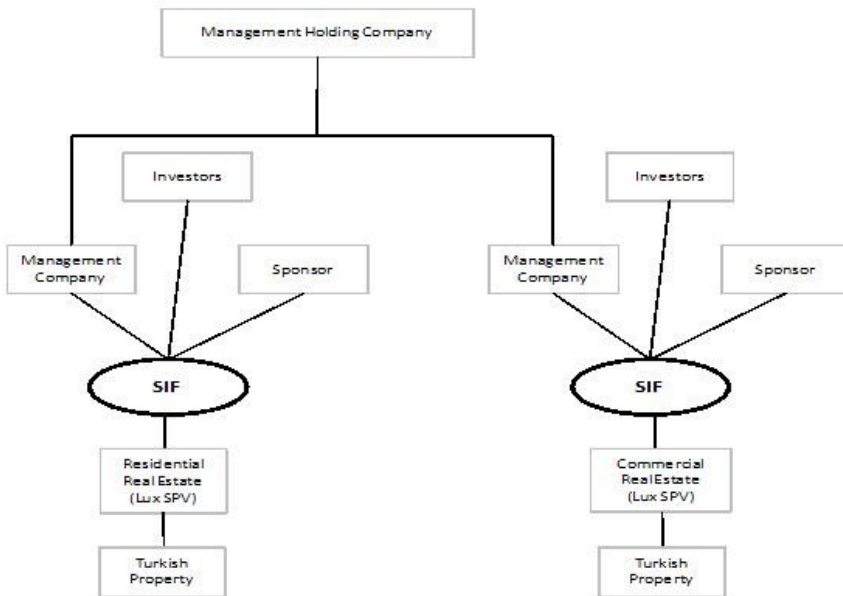 Management Holding Company
Investors
Investors
Management
Company
Sponsor
Management
Company
Sponsor
SIF
SIF
Residential
Real Estate
(Lux SPV)
Commercial
Real Estate
(Lux SPV)
Turkish
Property
Turkish
Property